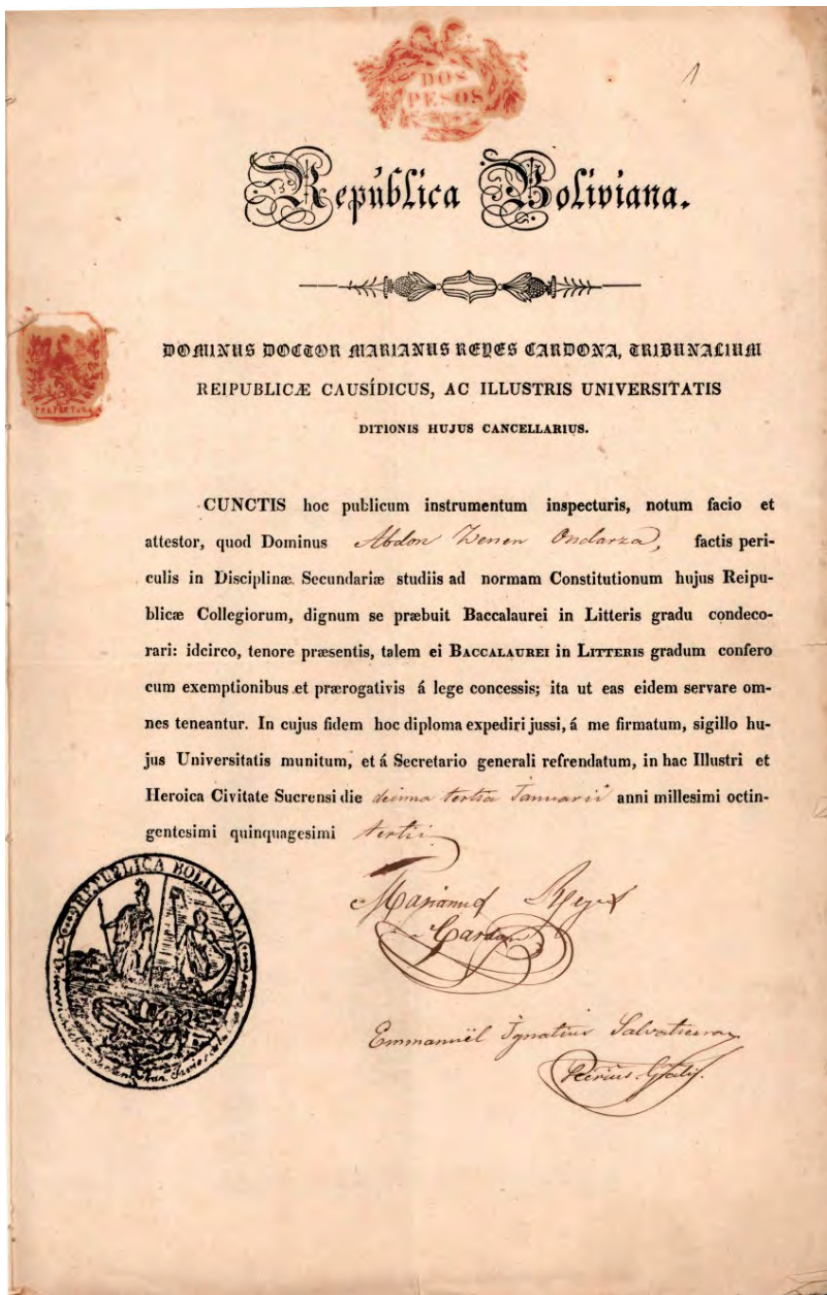 DOS
PESOS
1
República Boliviana.
PREFECTURA
DOMINUS DOCTOR MARIANUS REYES CARDONA, TRIBUNALIUM
REIPUBLICÆ CAUSÍDICUS, AC ILLUSTRIS UNIVERSITATIS
DITIONIS HUJUS CANCELLARIUS.
CUNCTIS hoc publicum instrumentum inspecturis, notum facio et
attestor, quod Dominus Abdon Zenen Ondarza, factis peri-
culis in Disciplinæ Secundariæ studiis ad normam Constitutionum hujus Reipu-
blicæ Collegiorum, dignum se præbuit Baccalaurei in Litteris gradu condeco-
rari: idcirco, tenore præsentis, talem ei BACCALAUREI in LITTERIS gradum confero
cum exemptionibus et prærogativis á lege concessis; ita ut eas eidem servare om-
nes teneantur. In cujus fidem hoc diploma expediri jussi, á me firmatum, sigillo hu-
jus Universitatis munitum, et á Secretario generali refrendatum, in hac Illustri et
Heroica Civitate Sucrensi die decima tertia Januarii anni millesimi octin-
gentesimi quinquagesimi tertii
REPUBLICA BOLIVIANA
Marianus Reyes
Cardona
Emmanuël Ignatius Salvatierra